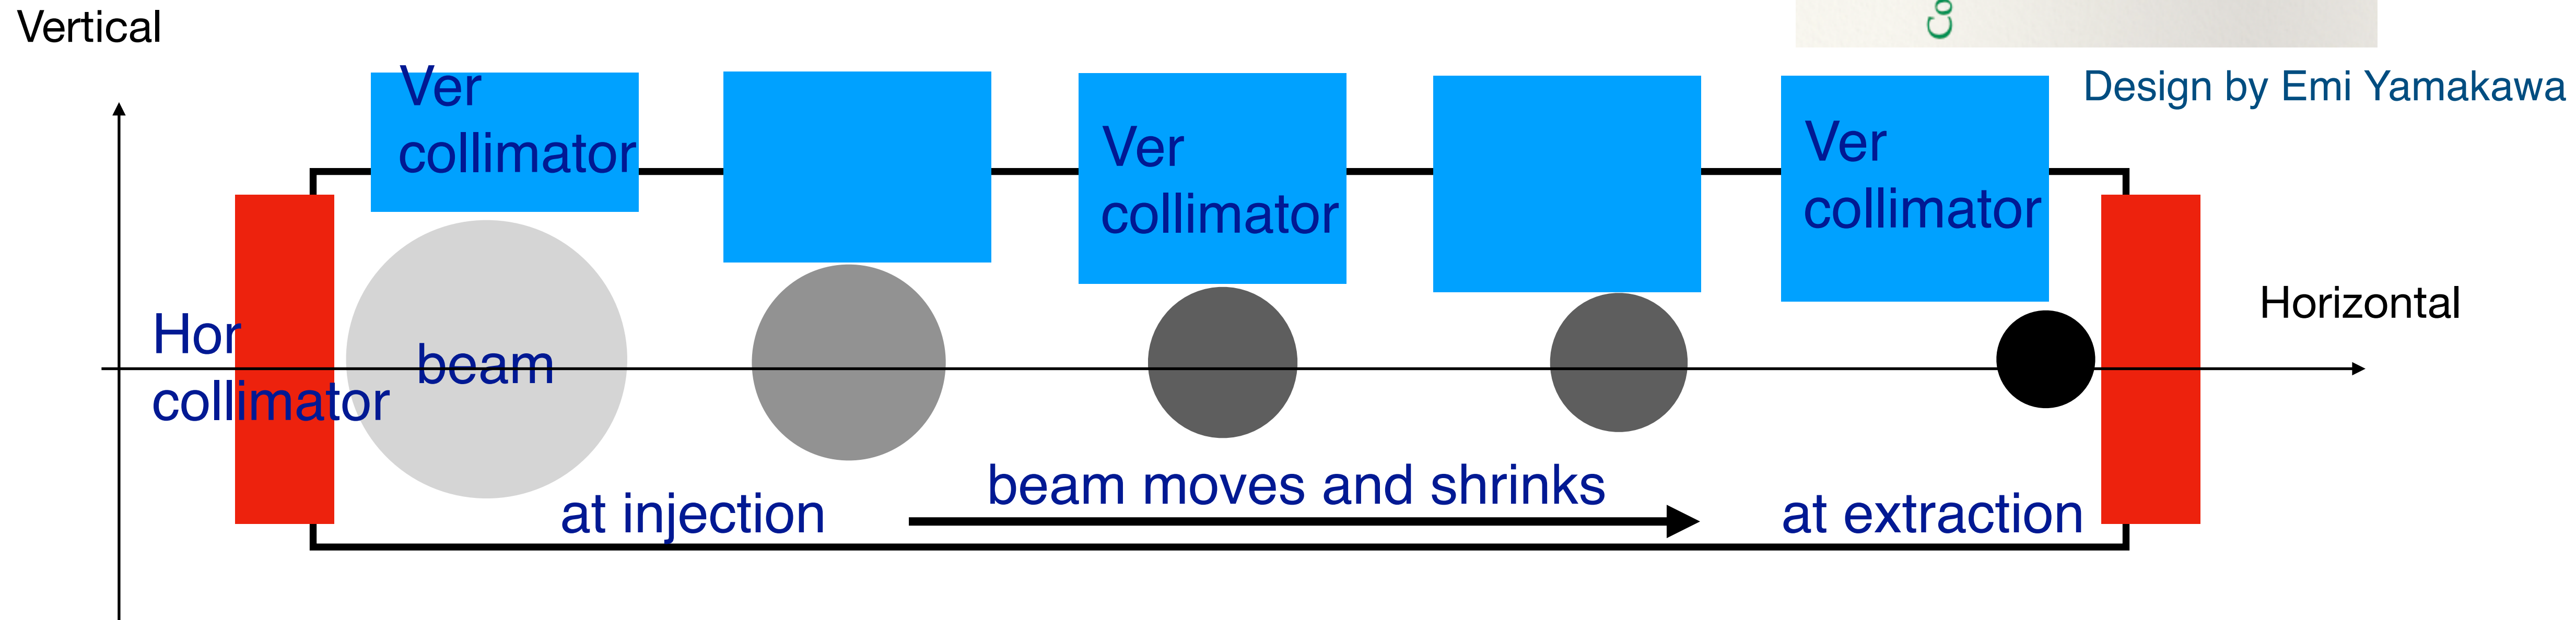 Vertical
Co
Design by Emi Yamakawa
Ver
collimator
Ver
collimator
Ver
collimator
Horizontal
Hor
collimator
beam
beam moves and shrinks
at injection
at extraction